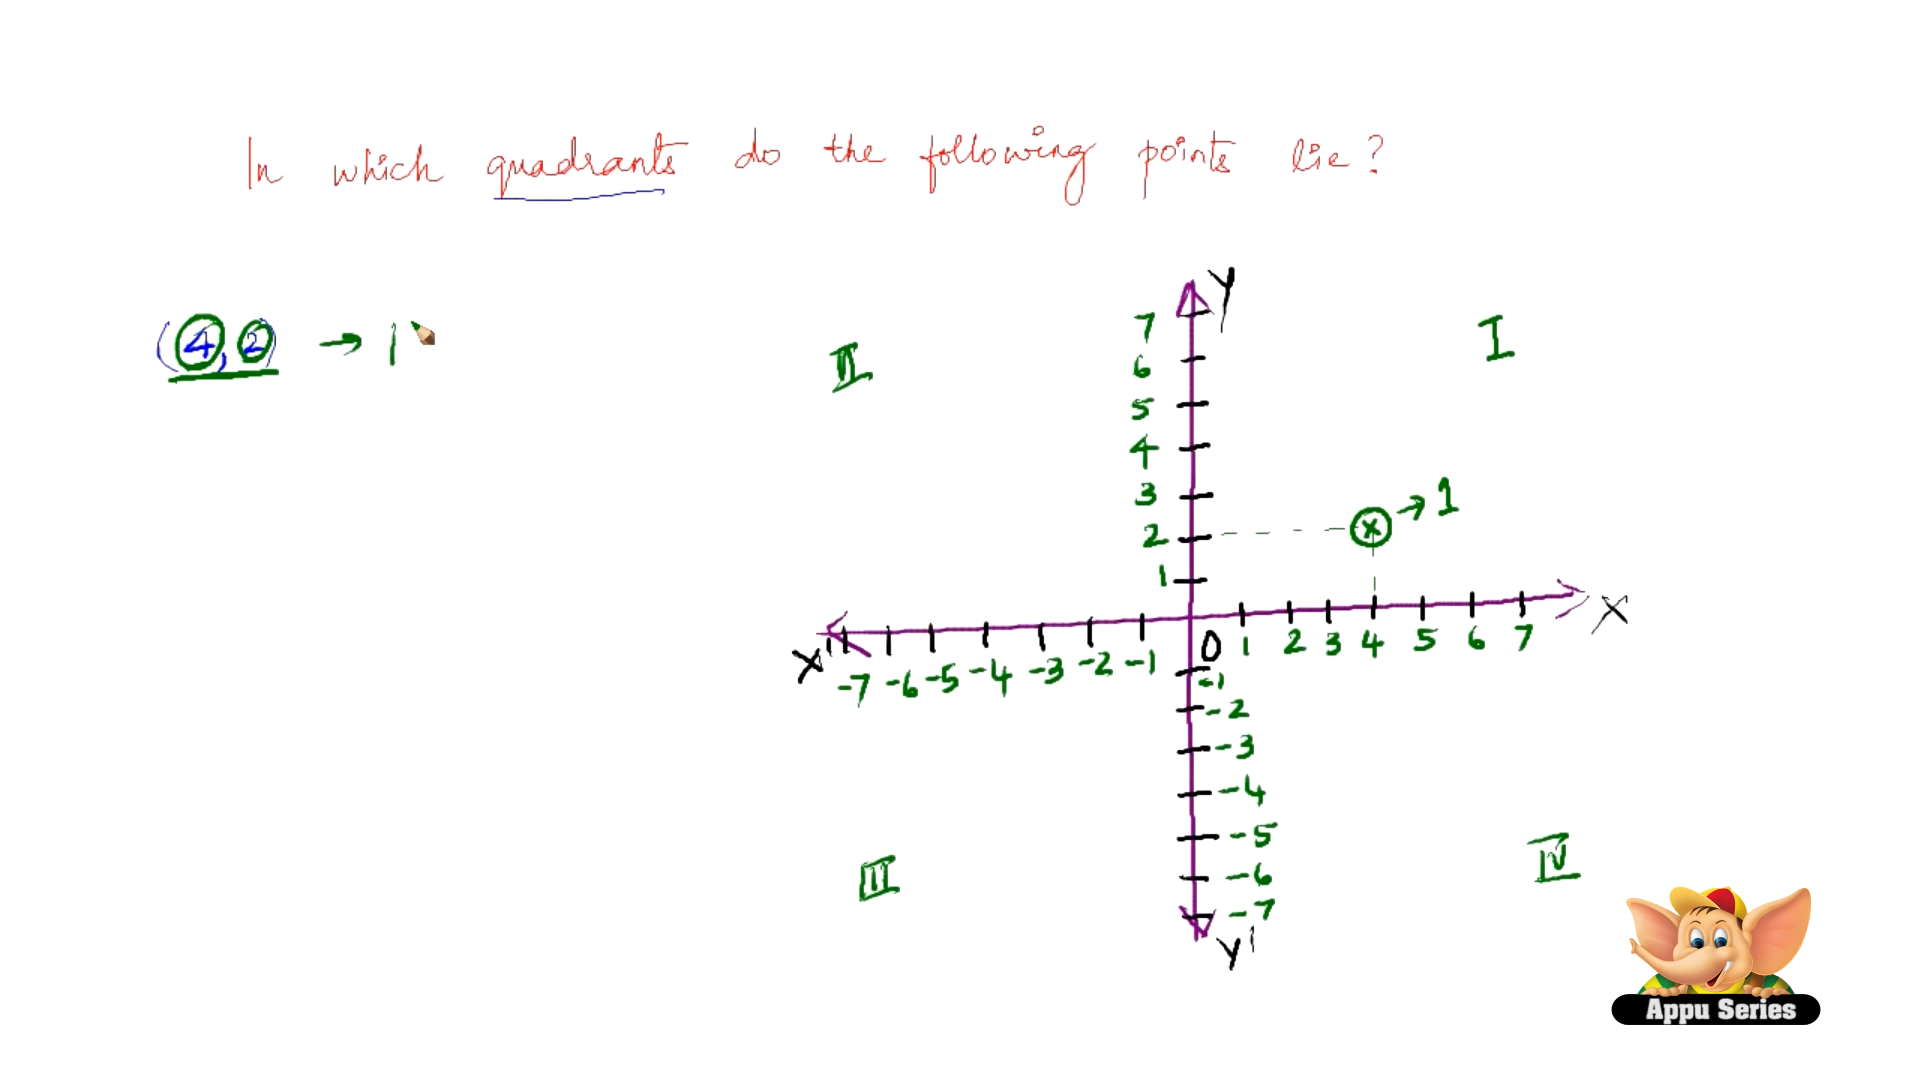 In which quadrants do the following points lie?
(4,2) → 1
Y
7
6
5
4
3
2
1
II
I
→ 1
X'
-7 -6 -5 -4 -3 -2 -1 0 1 2 3 4 5 6 7
X
-1
-2
-3
-4
-5
-6
-7
Y'
III
IV
Appu Series